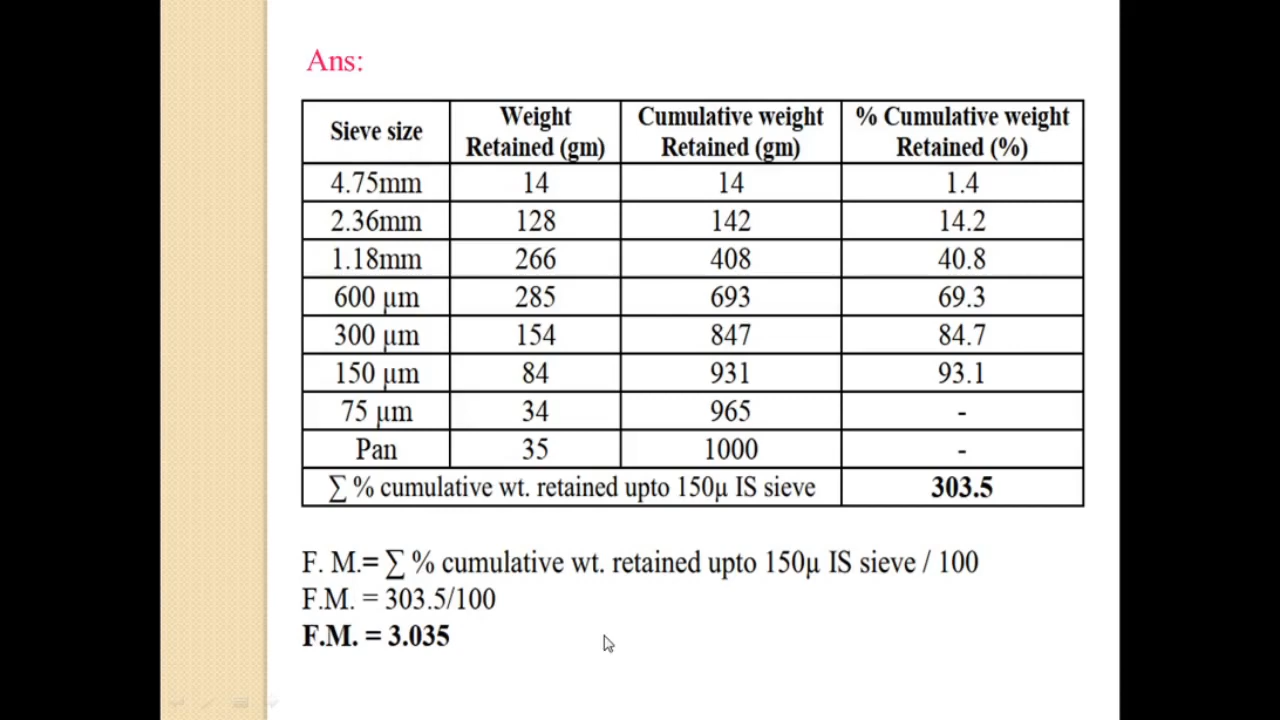 Ans:
Sieve size | Weight Retained (gm) | Cumulative weight Retained (gm) | % Cumulative weight Retained (%)
4.75mm | 14 | 14 | 1.4
2.36mm | 128 | 142 | 14.2
1.18mm | 266 | 408 | 40.8
600 μm | 285 | 693 | 69.3
300 μm | 154 | 847 | 84.7
150 μm | 84 | 931 | 93.1
75 μm | 34 | 965 | -
Pan | 35 | 1000 | -
∑ % cumulative wt. retained upto 150μ IS sieve | 303.5
F. M.= ∑ % cumulative wt. retained upto 150μ IS sieve / 100
F.M. = 303.5/100
F.M. = 3.035